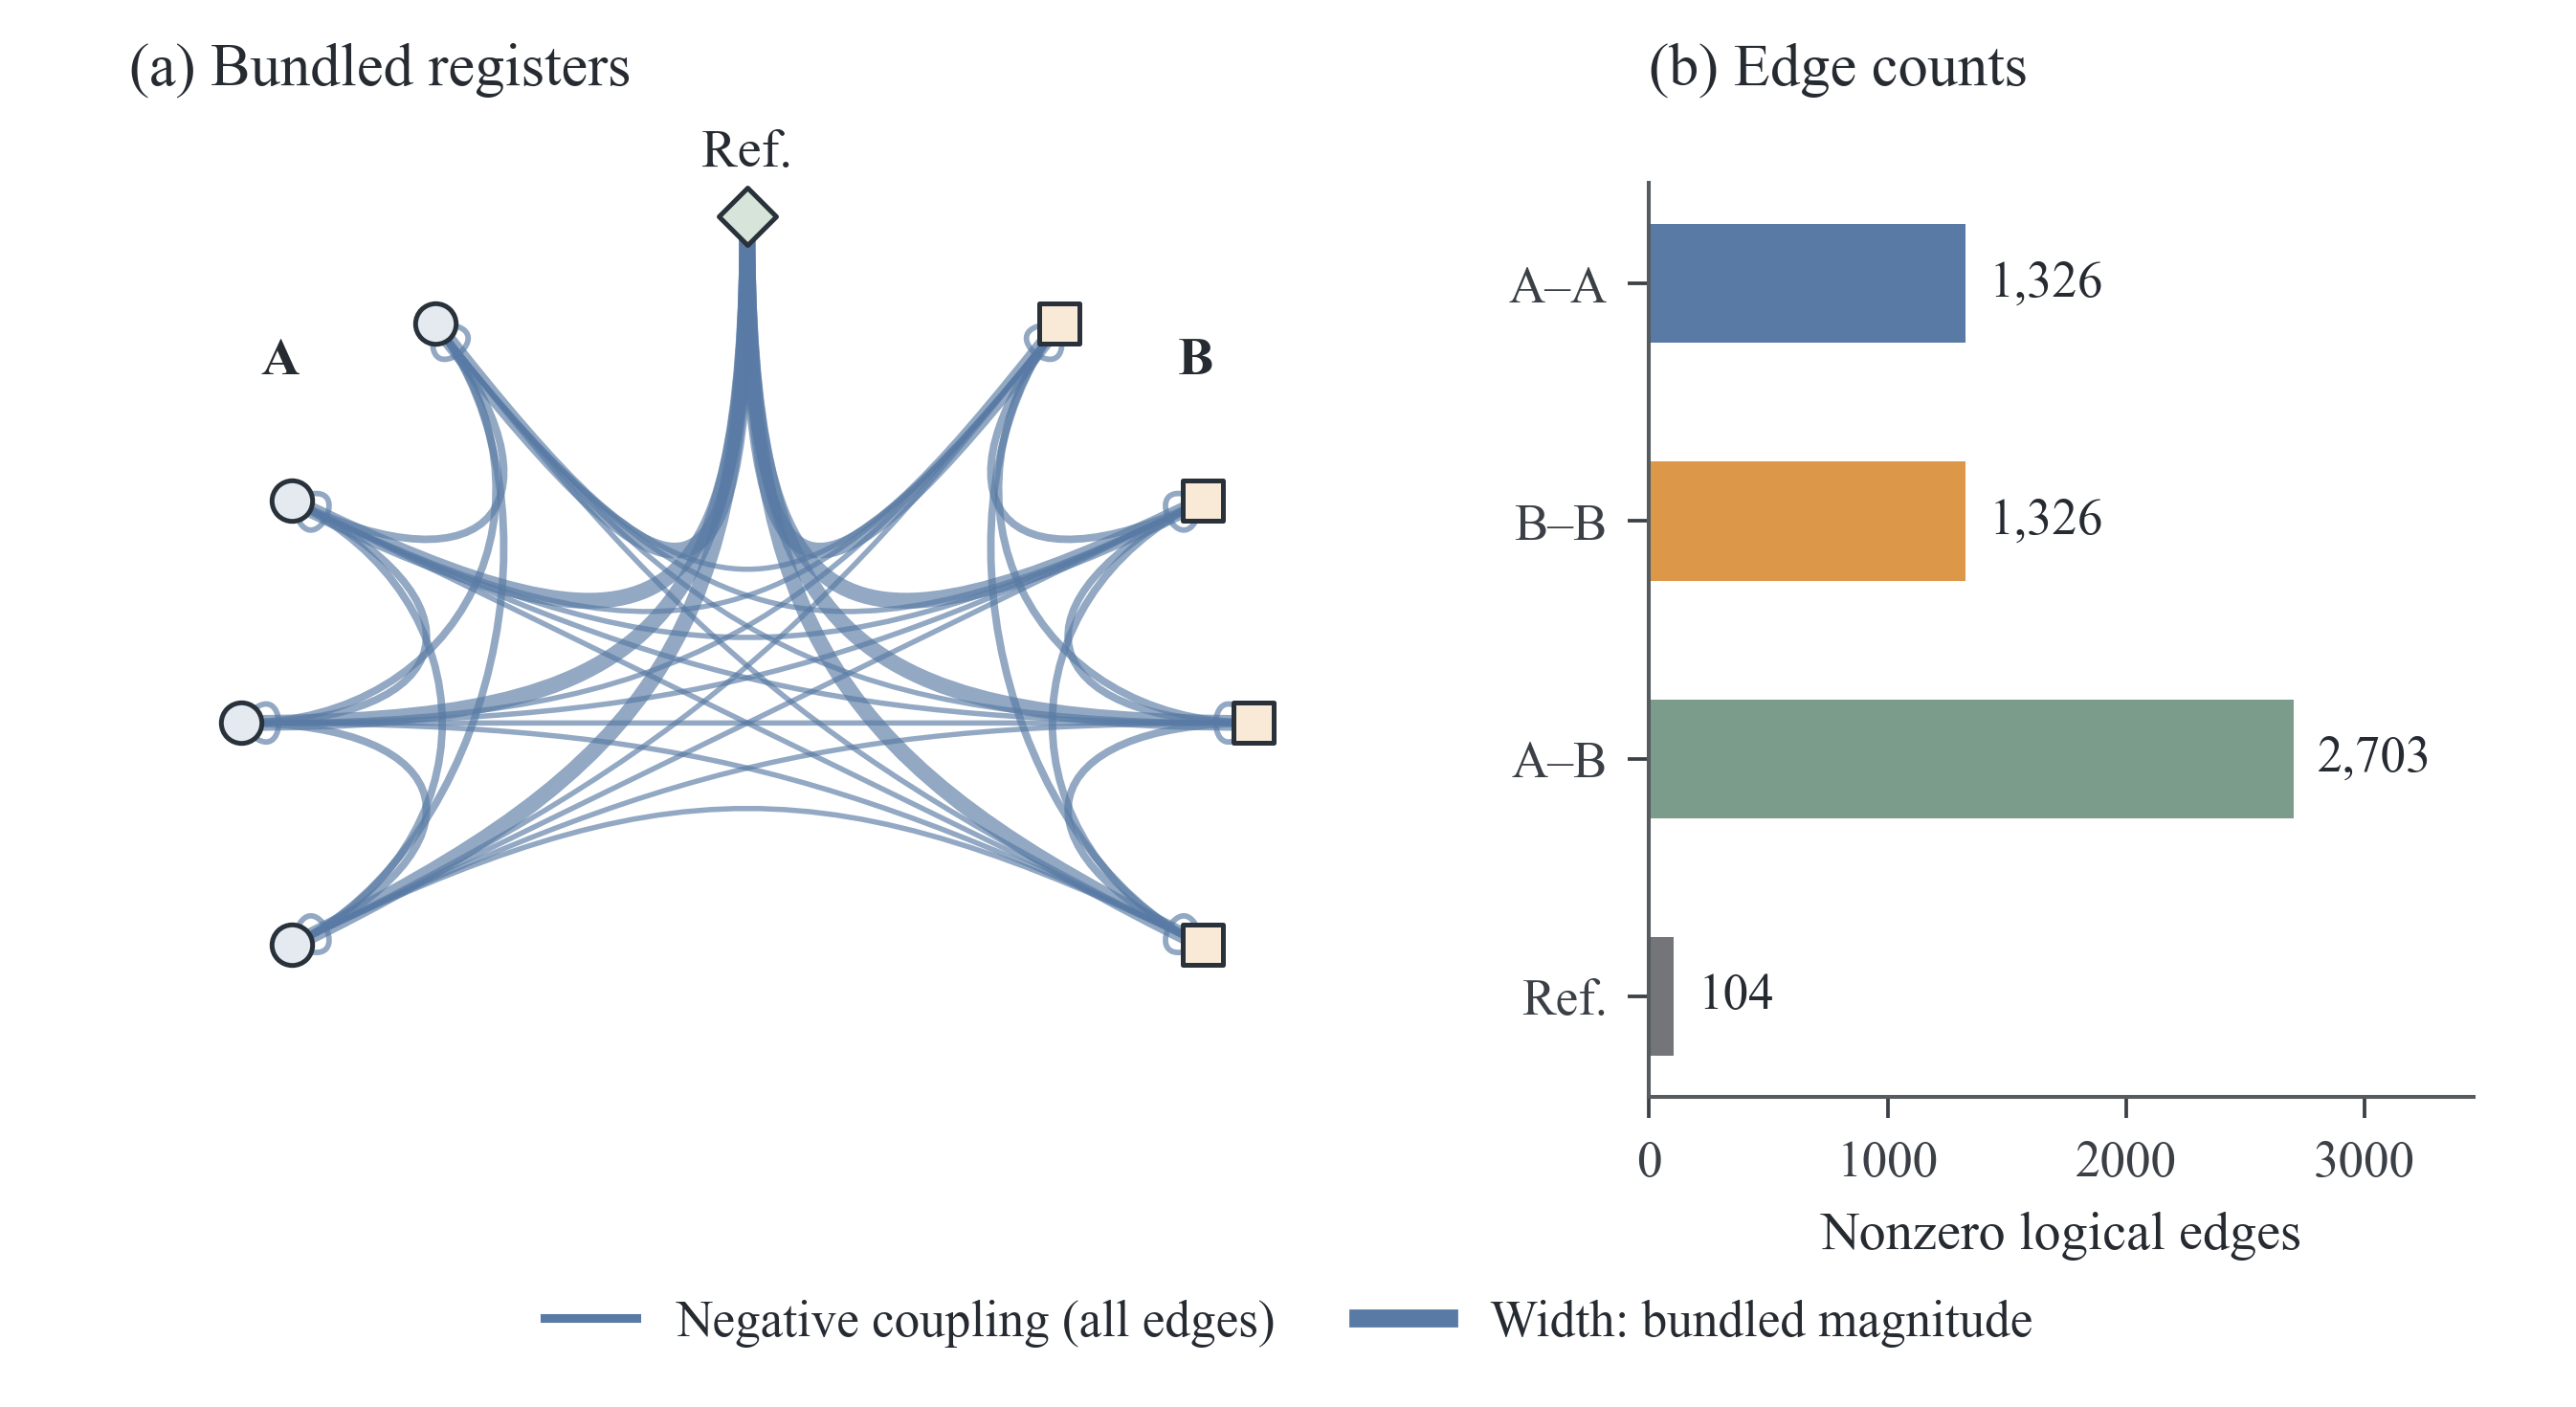 (a) Bundled registers
Ref.
A
B
(b) Edge counts
A–A
1,326
B–B
1,326
A–B
2,703
Ref.
104
0
1000
2000
3000
Nonzero logical edges
Negative coupling (all edges)
Width: bundled magnitude